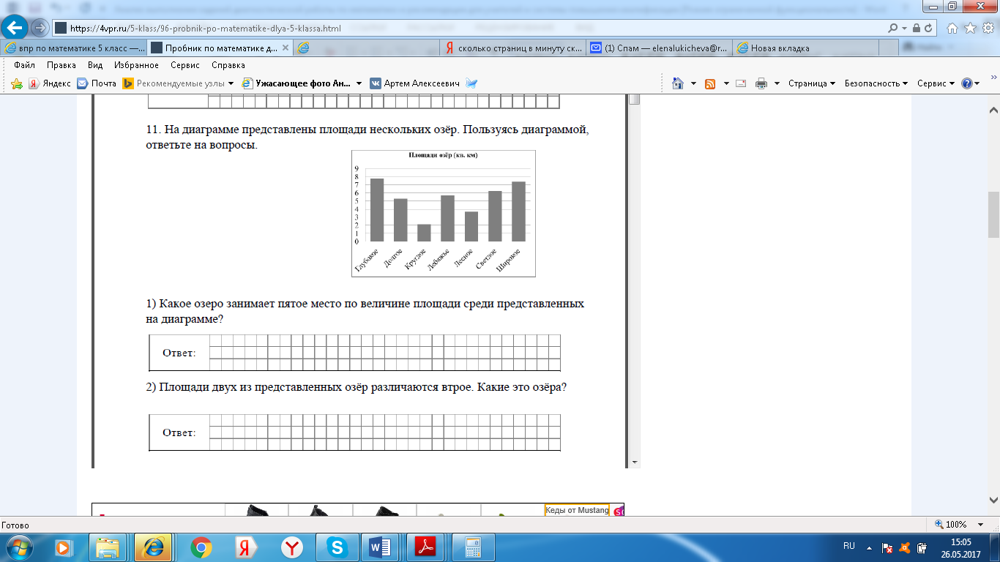 https://4vpr.ru/5-klass/96-probnik-po-matematike-dlya-5-klassa.html
впр по математике 5 класс —...
Пробник по математике д...
сколько страниц в минуту ск...
(1) Спам — elenalukicheva@r...
Новая вкладка
Файл Правка Вид Избранное Сервис Справка
Яндекс Почта Рекомендуемые узлы Ужасающее фото Ан... Артем Алексеевич Страница Безопасность Сервис
11. На диаграмме представлены площади нескольких озёр. Пользуясь диаграммой,
ответьте на вопросы.
Площади озёр (кв. км)
9
8
7
6
5
4
3
2
1
0
Глубокое
Долгое
Круглое
Лебяжье
Лесное
Светлое
Широкое
1) Какое озеро занимает пятое место по величине площади среди представленных
на диаграмме?
Ответ:
2) Площади двух из представленных озёр различаются втрое. Какие это озёра?
Ответ:
Кеды от Mustang
Готово
100%
RU
15:05
26.05.2017